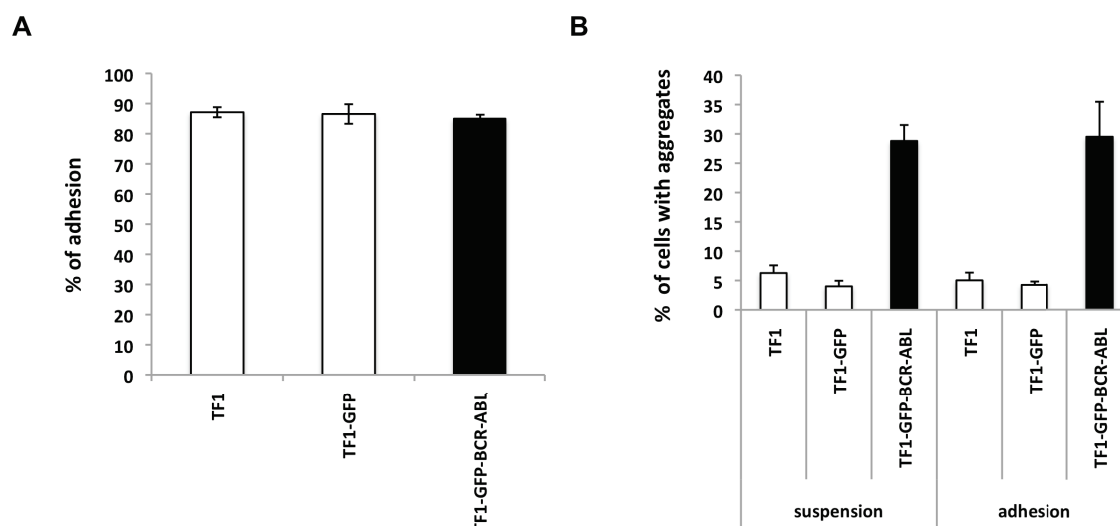 A
B
% of adhesion
100
90
80
70
60
50
40
30
20
10
0
TF1
TF1-GFP
TF1-GFP-BCR-ABL
% of cells with aggregates
40
35
30
25
20
15
10
5
0
TF1
TF1-GFP
TF1-GFP-BCR-ABL
TF1
TF1-GFP
TF1-GFP-BCR-ABL
suspension
adhesion